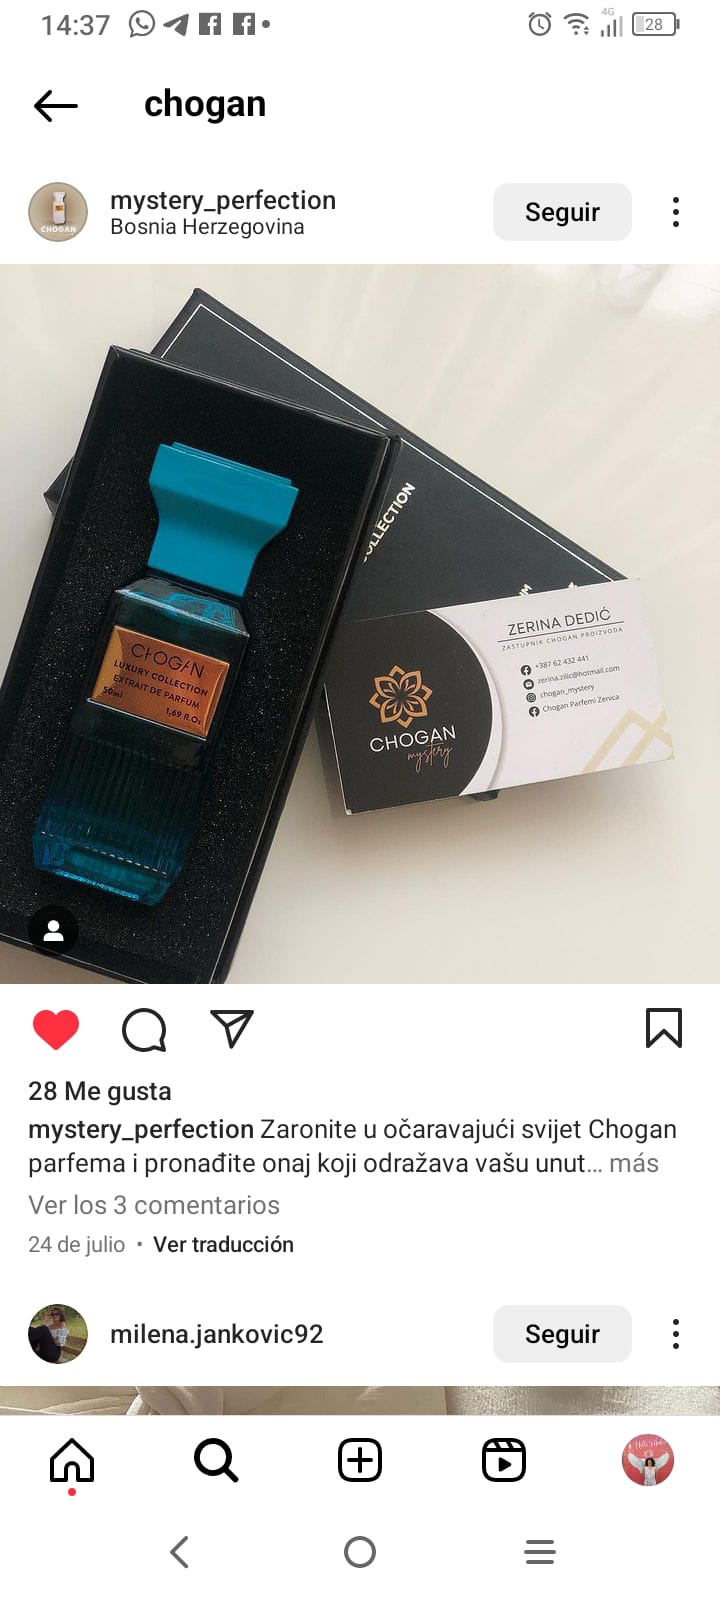 14:37
4G
28
chogan
mystery_perfection
Bosnia Herzegovina
Seguir
CHOGAN
COLLECTION
CHOGAN
LUXURY COLLECTION
EXTRAIT DE PARFUM
50ml
1,69 fl.Oz
ZERINA DEDIĆ
ZASTUPNIK CHOGAN PROIZVODA
+387 62 432 441
zerina.zilic@hotmail.com
chogan_mystery
Chogan Parfemi Zenica
CHOGAN
mystery
28 Me gusta
mystery_perfection Zaronite u očaravajući svijet Chogan
parfema i pronađite onaj koji odražava vašu unut... más
Ver los 3 comentarios
24 de julio • Ver traducción
milena.jankovic92
Seguir